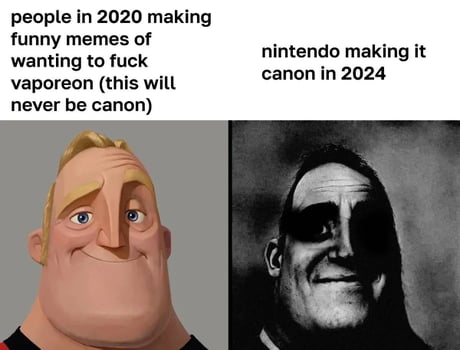 people in 2020 making
funny memes of
wanting to fuck
vaporeon (this will
never be canon)
nintendo making it
canon in 2024